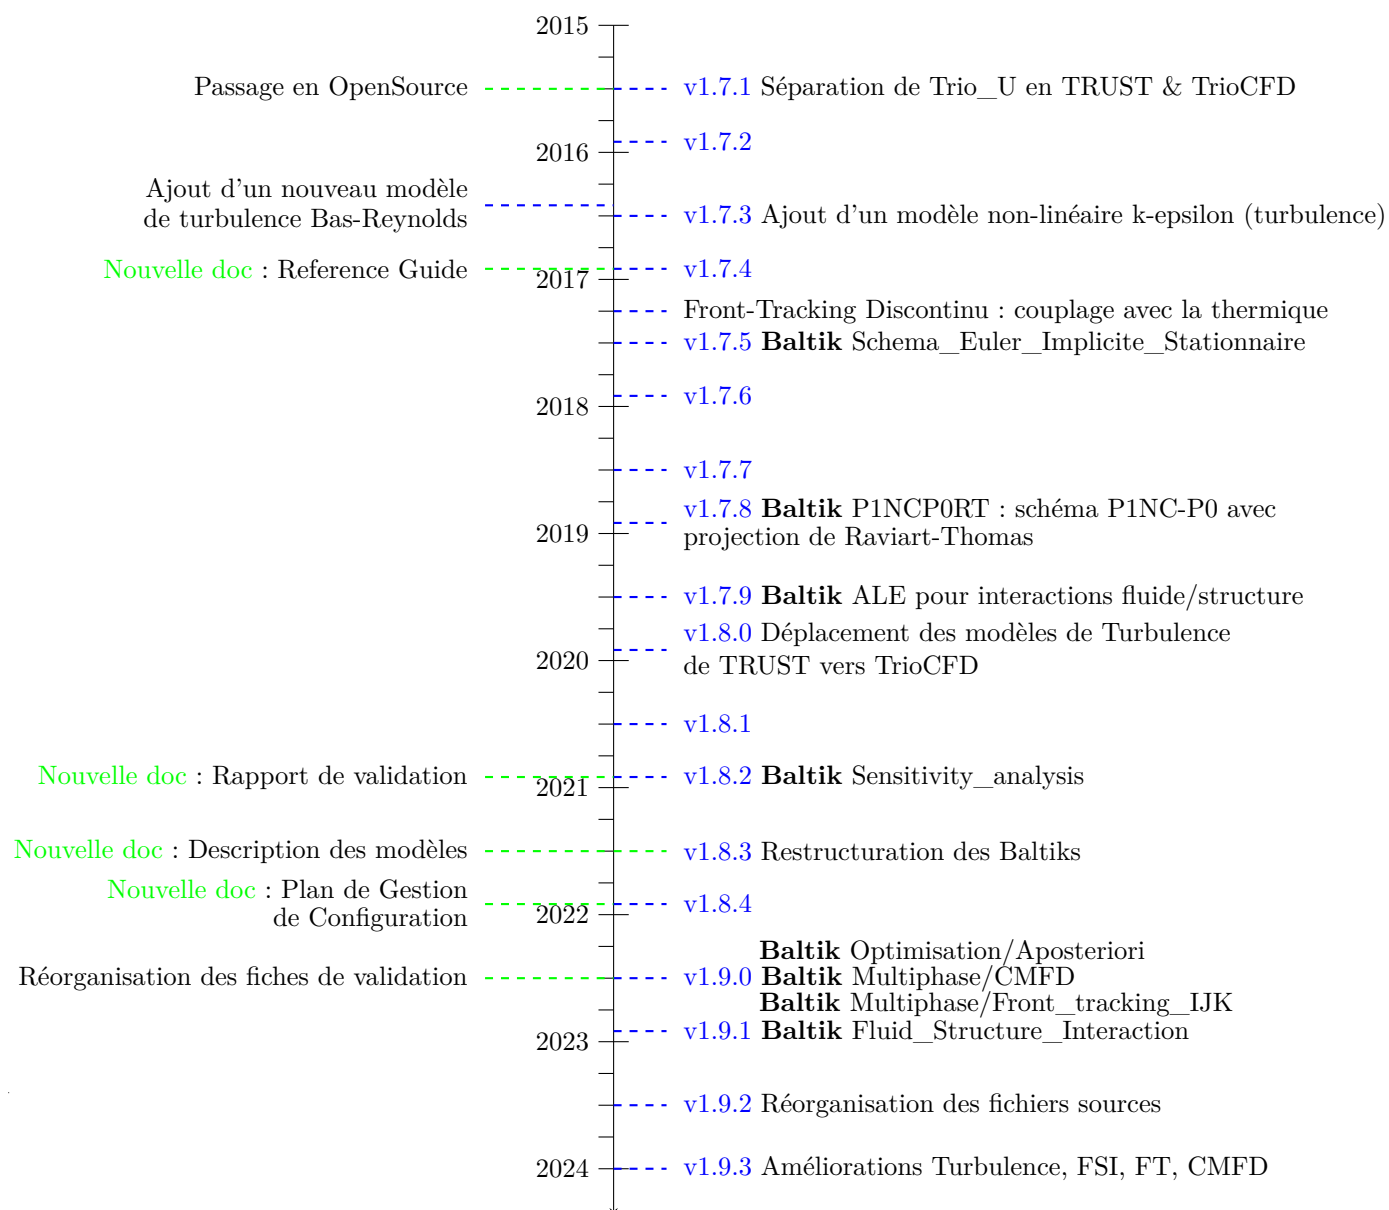 2015
Passage en OpenSource
v1.7.1 Séparation de Trio_U en TRUST & TrioCFD
v1.7.2
2016
Ajout d'un nouveau modèle
de turbulence Bas-Reynolds
v1.7.3 Ajout d'un modèle non-linéaire k-epsilon (turbulence)
Nouvelle doc : Reference Guide
v1.7.4
2017
Front-Tracking Discontinu : couplage avec la thermique
v1.7.5 Baltik Schema_Euler_Implicite_Stationnaire
v1.7.6
2018
v1.7.7
v1.7.8 Baltik P1NCP0RT : schéma P1NC-P0 avec
projection de Raviart-Thomas
2019
v1.7.9 Baltik ALE pour interactions fluide/structure
v1.8.0 Déplacement des modèles de Turbulence
de TRUST vers TrioCFD
2020
v1.8.1
Nouvelle doc : Rapport de validation
v1.8.2 Baltik Sensitivity_analysis
2021
Nouvelle doc : Description des modèles
v1.8.3 Restructuration des Baltiks
Nouvelle doc : Plan de Gestion
de Configuration
v1.8.4
2022
Baltik Optimisation/Aposteriori
Réorganisation des fiches de validation
v1.9.0 Baltik Multiphase/CMFD
Baltik Multiphase/Front_tracking_IJK
v1.9.1 Baltik Fluid_Structure_Interaction
2023
v1.9.2 Réorganisation des fichiers sources
2024
v1.9.3 Améliorations Turbulence, FSI, FT, CMFD